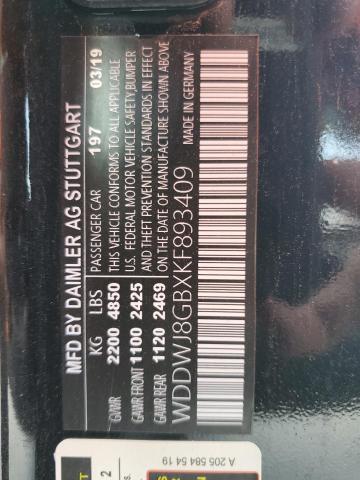 MFD BY DAIMLER AG STUTTGART
KG LBS PASSENGER CAR 197 03/19
GVWR 2200 4850 THIS VEHICLE CONFORMS TO ALL APPLICABLE
GAWR FRONT 1100 2425 U.S. FEDERAL MOTOR VEHICLE SAFETY,BUMPER
GAWR REAR 1120 2469 AND THEFT PREVENTION STANDARDS IN EFFECT
ON THE DATE OF MANUFACTURE SHOWN ABOVE
WDDWJ8GBXKF893409 MADE IN GERMANY
A 205 584 54 19
2